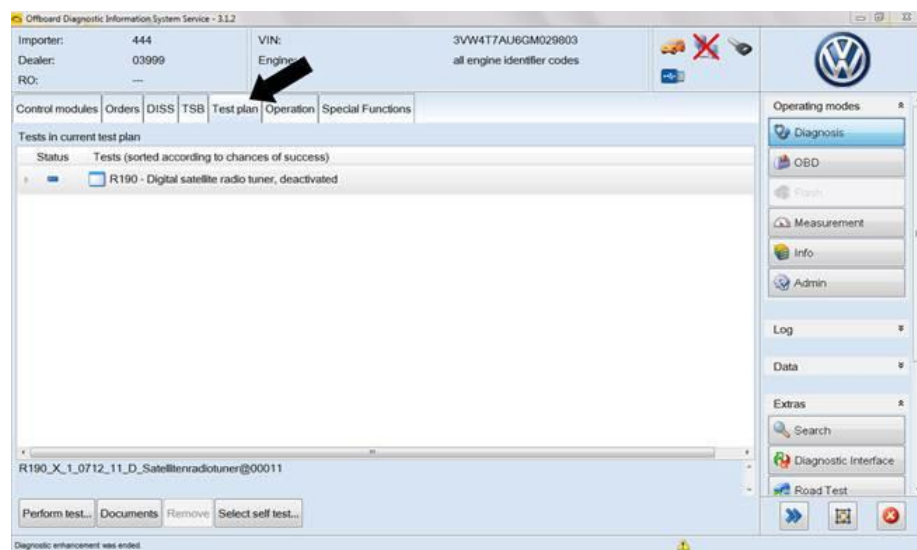 Offboard Diagnostic Information System Service - 3.1.2
Importer: 444 VIN: 3VW4T7AU6GM029803
Dealer: 03999 Engine: all engine identifier codes
RO: ---
Control modules Orders DISS TSB Test plan Operation Special Functions
Tests in current test plan
Status Tests (sorted according to chances of success)
R190 - Digital satellite radio tuner, deactivated
R190_X_1_0712_11_D_Satellitenradiotuner@00011
Perform test... Documents Remove Select self test...
Diagnostic enhancement was ended.
Operating modes
Diagnosis
OBD
Flash
Measurement
Info
Admin
Log
Data
Extras
Search
Diagnostic Interface
Road Test